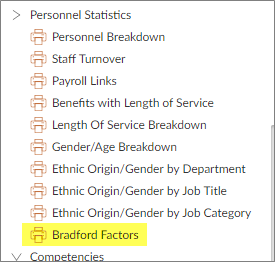 Personnel Statistics
Personnel Breakdown
Staff Turnover
Payroll Links
Benefits with Length of Service
Length Of Service Breakdown
Gender/Age Breakdown
Ethnic Origin/Gender by Department
Ethnic Origin/Gender by Job Title
Ethnic Origin/Gender by Job Category
Bradford Factors
Competencies